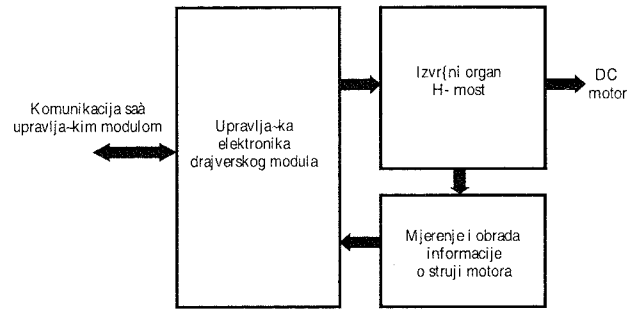 Komunikacija saà
upravlja~kim modulom
Upravlja~ka
elektronika
drajverskog modula
Izvr{ni organ
H- most
DC
motor
Mjerenje i obrada
informacije
o struji motora